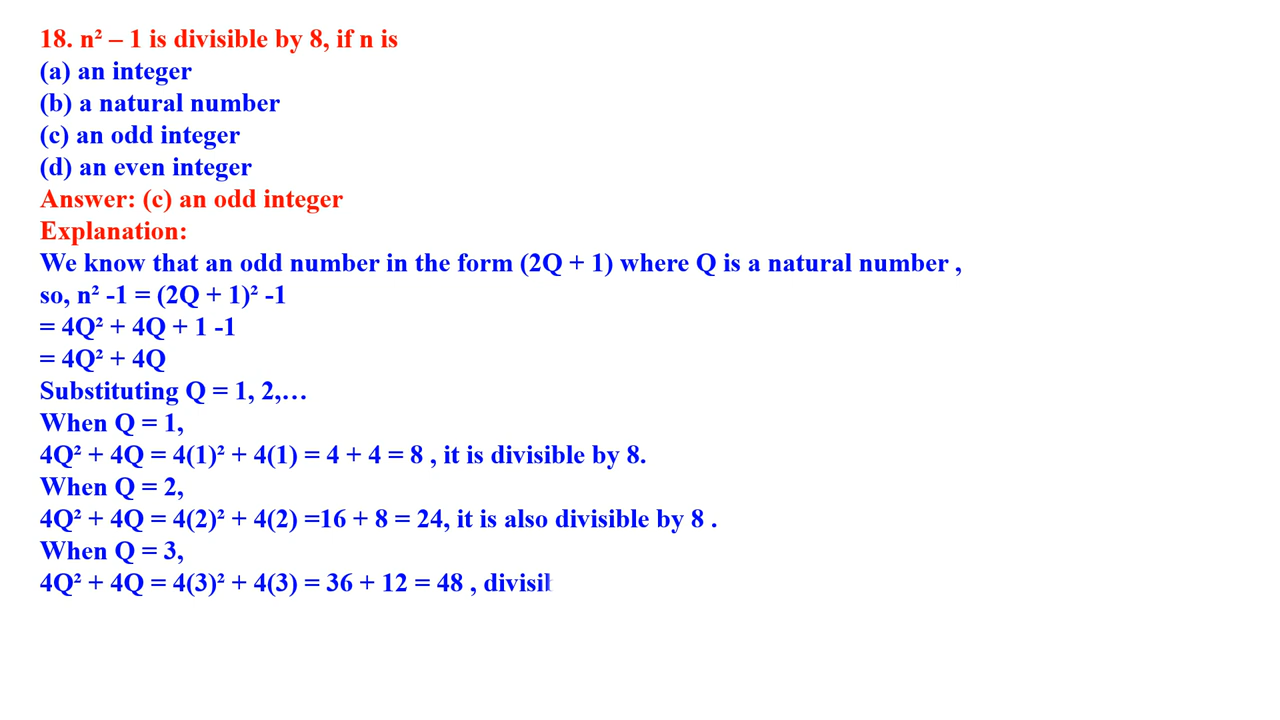 18. n² – 1 is divisible by 8, if n is
(a) an integer
(b) a natural number
(c) an odd integer
(d) an even integer
Answer: (c) an odd integer
Explanation:
We know that an odd number in the form (2Q + 1) where Q is a natural number ,
so, n² -1 = (2Q + 1)² -1
= 4Q² + 4Q + 1 -1
= 4Q² + 4Q
Substituting Q = 1, 2,…
When Q = 1,
4Q² + 4Q = 4(1)² + 4(1) = 4 + 4 = 8 , it is divisible by 8.
When Q = 2,
4Q² + 4Q = 4(2)² + 4(2) =16 + 8 = 24, it is also divisible by 8 .
When Q = 3,
4Q² + 4Q = 4(3)² + 4(3) = 36 + 12 = 48 , divisi